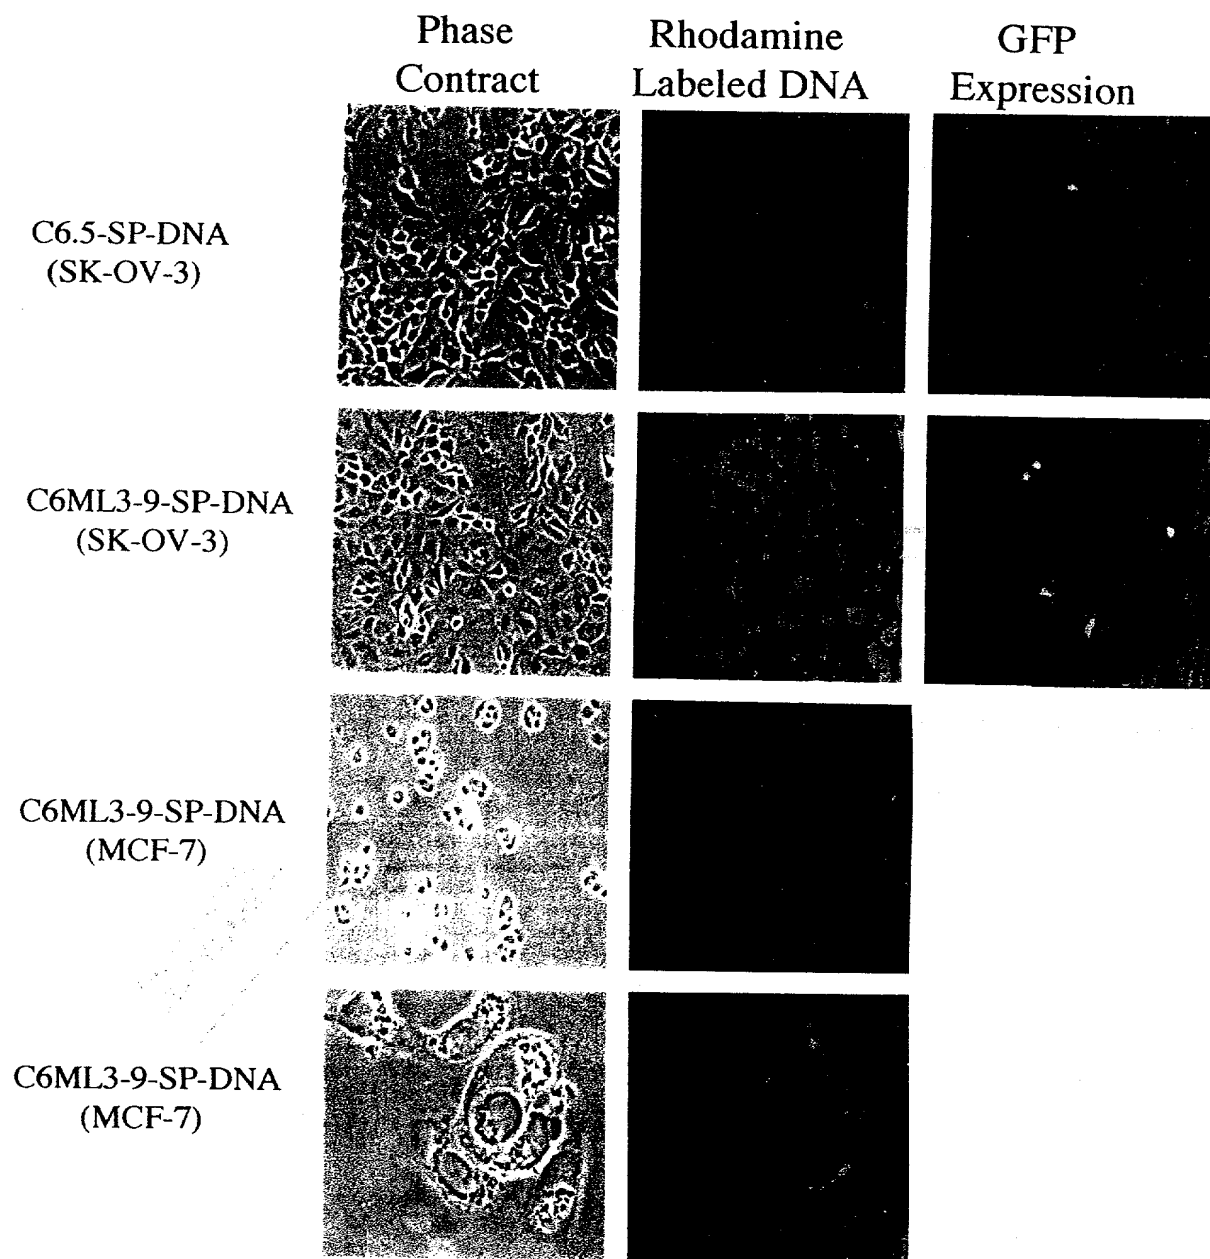 Phase
Contract
Rhodamine
Labeled DNA
GFP
Expression
C6.5-SP-DNA
(SK-OV-3)
C6ML3-9-SP-DNA
(SK-OV-3)
C6ML3-9-SP-DNA
(MCF-7)
C6ML3-9-SP-DNA
(MCF-7)